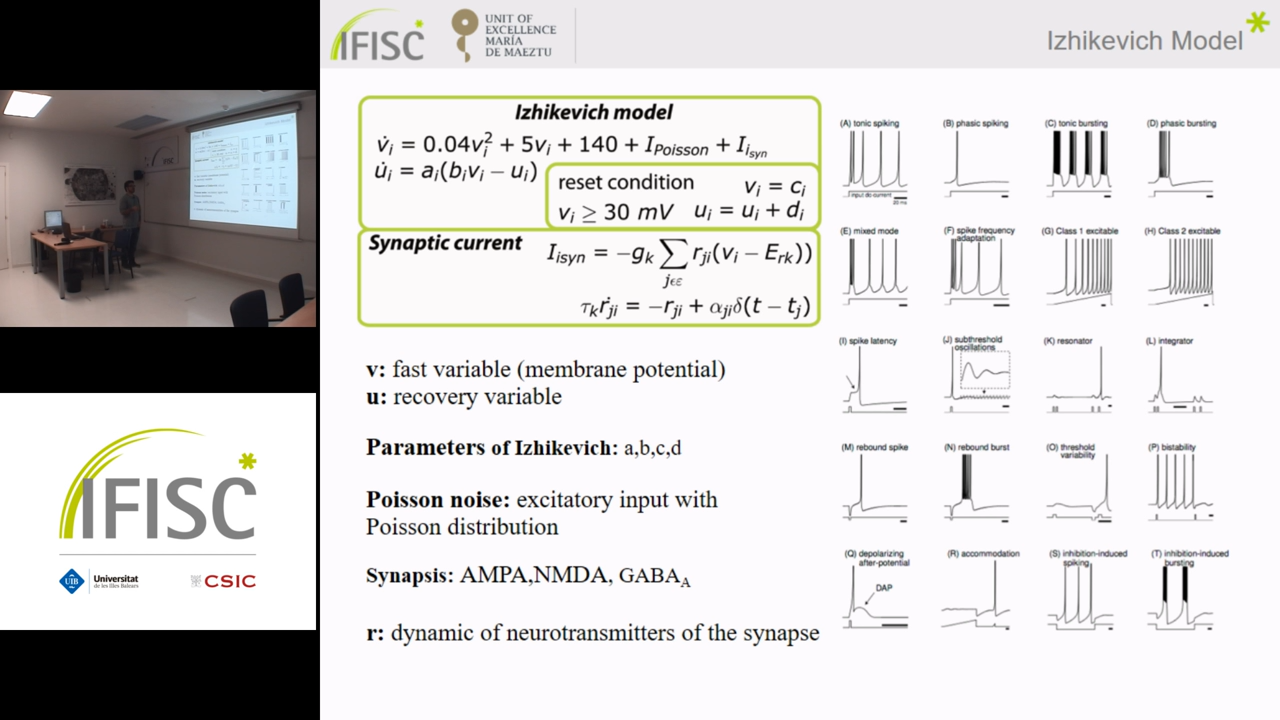 IFISC
UNIT OF
EXCELLENCE
MARÍA
DE MAEZTU
Izhikevich Model
Izhikevich model
v̇ᵢ = 0.04vᵢ² + 5vᵢ + 140 + I_Poisson + I_isyn
u̇ᵢ = aᵢ(bᵢvᵢ − uᵢ)
reset condition vᵢ = cᵢ
vᵢ ≥ 30 mV uᵢ = uᵢ + dᵢ
Synaptic current I_isyn = −g_k ∑ r_ji(vᵢ − E_rk))
jϵε
τ_k ṙ_ji = −r_ji + α_ji δ(t − t_j)
v: fast variable (membrane potential)
u: recovery variable
Parameters of Izhikevich: a,b,c,d
Poisson noise: excitatory input with
Poisson distribution
Synapsis: AMPA,NMDA, GABA_A
r: dynamic of neurotransmitters of the synapse
(A) tonic spiking
input dc-current
20 ms
(B) phasic spiking
(C) tonic bursting
(D) phasic bursting
(E) mixed mode
(F) spike frequency
adaptation
(G) Class 1 excitable
(H) Class 2 excitable
(I) spike latency
(J) subthreshold
oscillations
(K) resonator
(L) integrator
(M) rebound spike
(N) rebound burst
(O) threshold
variability
(P) bistability
(Q) depolarizing
after-potential
DAP
(R) accommodation
(S) inhibition-induced
spiking
(T) inhibition-induced
bursting
IFISC
UIB
Universitat
de les Illes Balears
CSIC